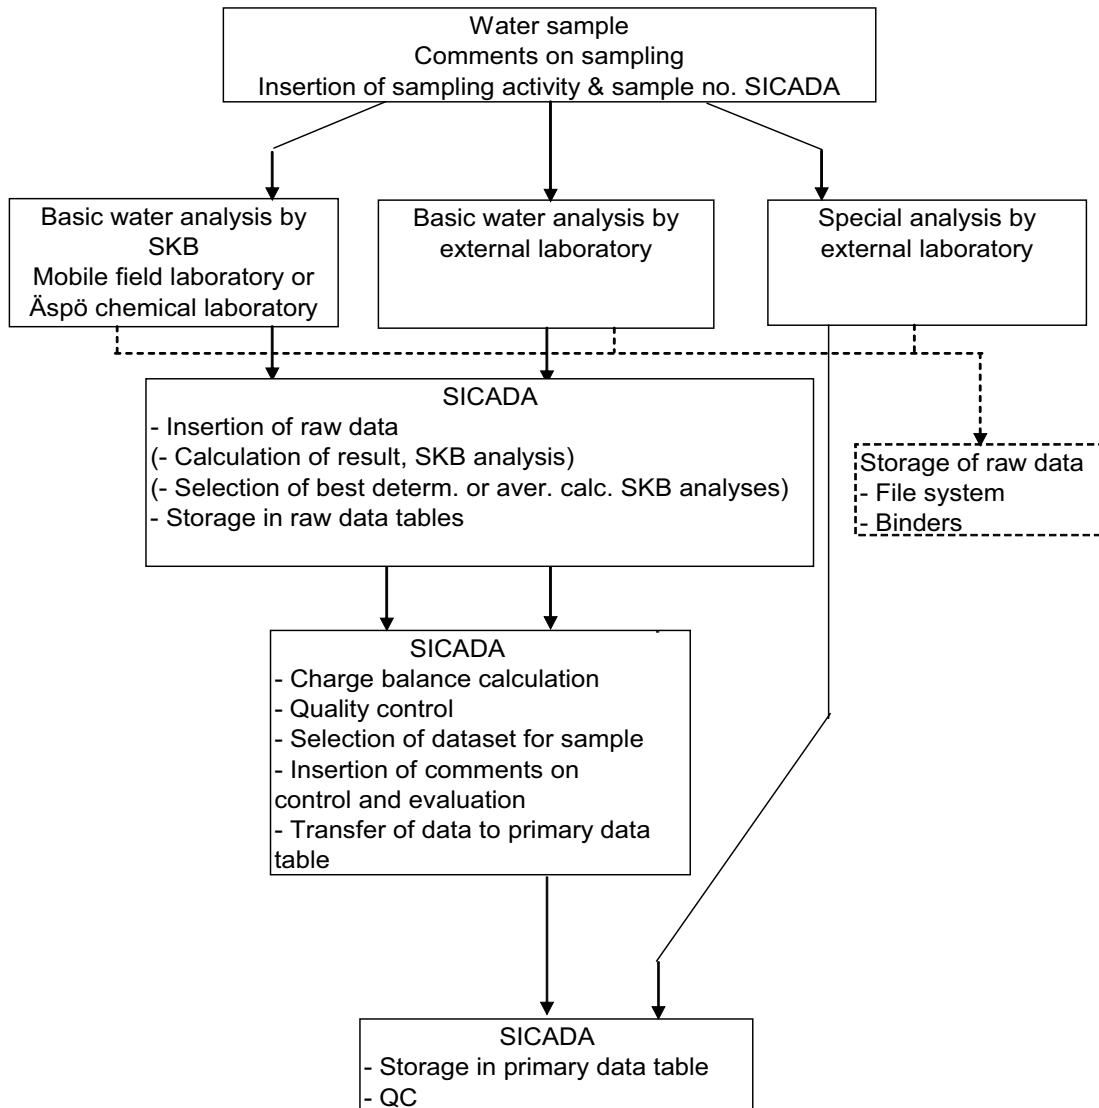 Water sample
Comments on sampling
Insertion of sampling activity & sample no. SICADA
Basic water analysis by
SKB
Mobile field laboratory or
Äspö chemical laboratory
Basic water analysis by
external laboratory
Special analysis by
external laboratory
SICADA
- Insertion of raw data
(- Calculation of result, SKB analysis)
(- Selection of best determ. or aver. calc. SKB analyses)
- Storage in raw data tables
Storage of raw data
- File system
- Binders
SICADA
- Charge balance calculation
- Quality control
- Selection of dataset for sample
- Insertion of comments on
control and evaluation
- Transfer of data to primary data
table
SICADA
- Storage in primary data table
- QC